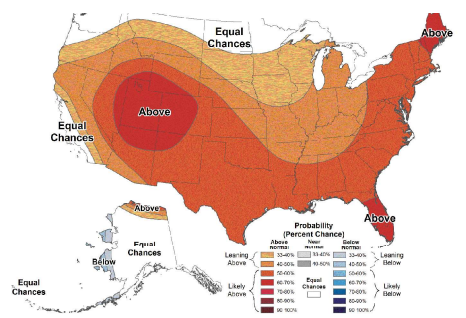 Equal
Chances
Above
Above
Equal
Chances
Above
Above
Equal
Chances
Below
Equal
Chances
Probability
(Percent Chance)
Above Normal
Near Normal
Below Normal
Leaning Above
33-40%
33-40%
33-40%
Leaning Below
40-50%
40-50%
40-50%
Likely Above
50-60%
Equal Chances
50-60%
Likely Below
60-70%
60-70%
70-80%
70-80%
80-90%
80-90%
90-100%
90-100%